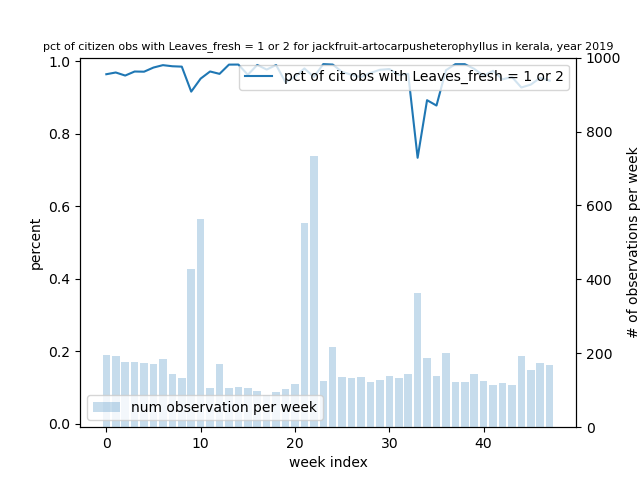 pct of citizen obs with Leaves_fresh = 1 or 2 for jackfruit-artocarpusheterophyllus in kerala, year 2019
pct of cit obs with Leaves_fresh = 1 or 2
num observation per week
percent
1.0
0.8
0.6
0.4
0.2
0.0
0
10
20
30
40
week index
1000
800
600
400
200
0
# of observations per week